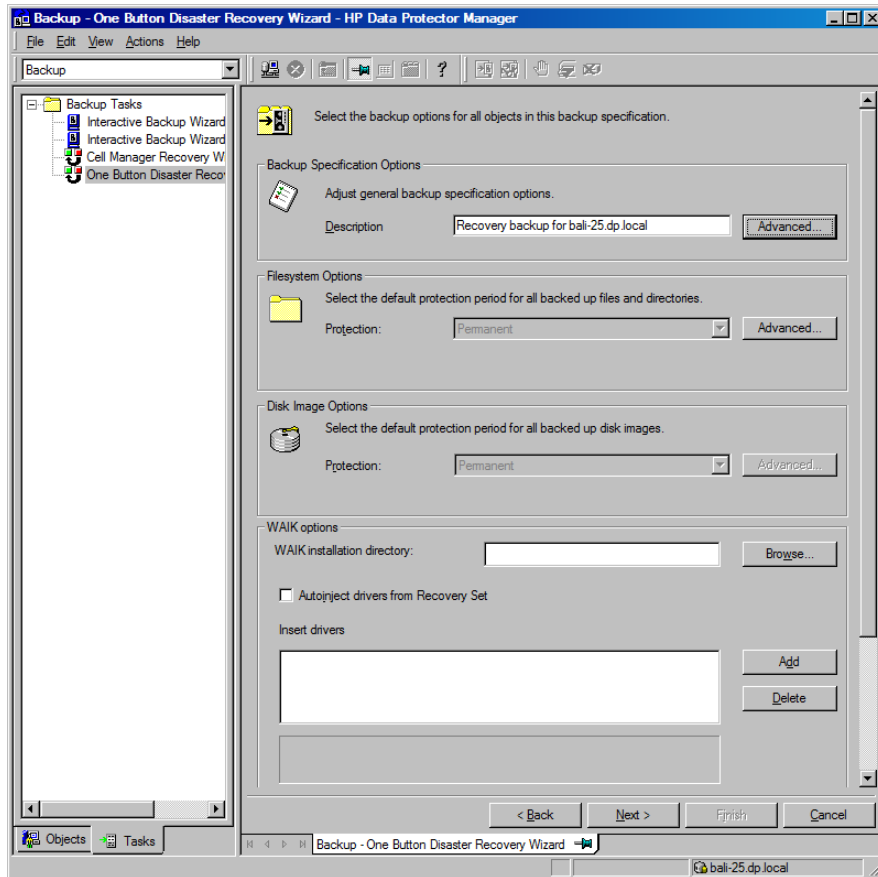 Backup - One Button Disaster Recovery Wizard - HP Data Protector Manager
File Edit View Actions Help
Backup
Backup Tasks
Interactive Backup Wizard
Interactive Backup Wizard
Cell Manager Recovery W
One Button Disaster Reco
Select the backup options for all objects in this backup specification.
Backup Specification Options
Adjust general backup specification options.
Description Recovery backup for bali-25.dp.local Advanced...
Filesystem Options
Select the default protection period for all backed up files and directories.
Protection: Permanent Advanced...
Disk Image Options
Select the default protection period for all backed up disk images.
Protection: Permanent Advanced...
WAIK options
WAIK installation directory: Browse...
Autoinject drivers from Recovery Set
Insert drivers
Add
Delete
< Back Next > Finish Cancel
Objects Tasks
Backup - One Button Disaster Recovery Wizard
bali-25.dp.local